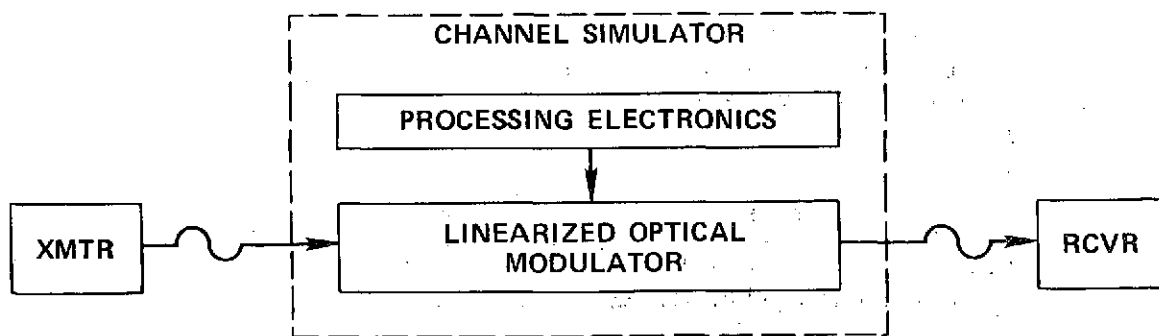 CHANNEL SIMULATOR
PROCESSING ELECTRONICS
XMTR
LINEARIZED OPTICAL
MODULATOR
RCVR